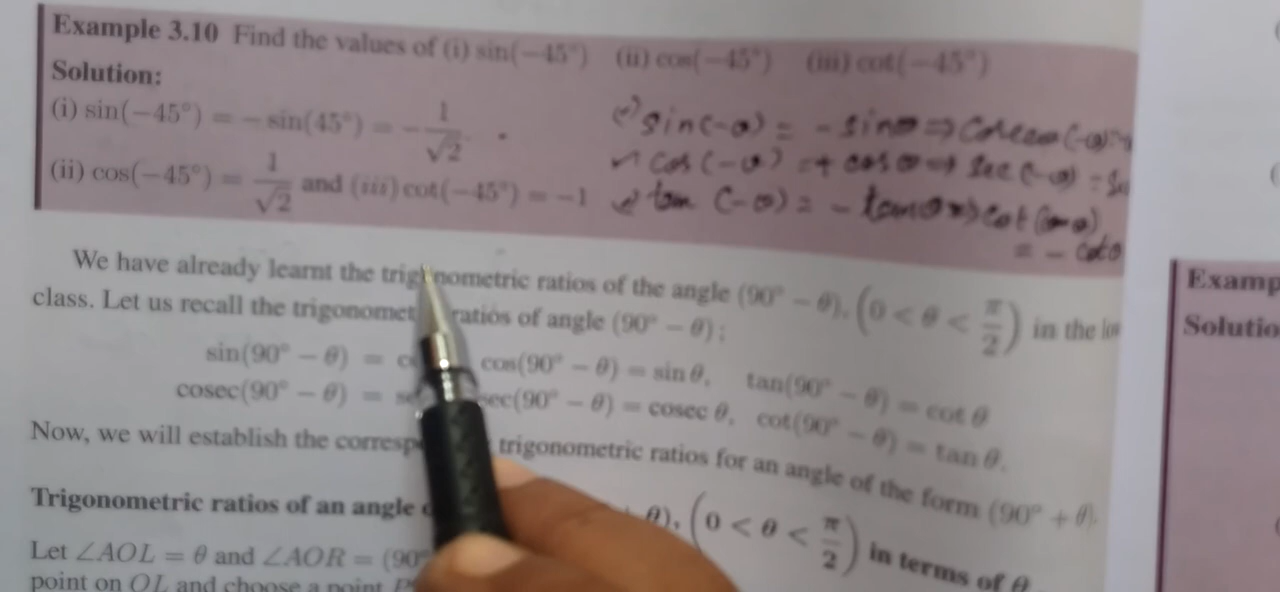 Example 3.10 Find the values of (i) sin(−45°) (ii) cos(−45°) (iii) cot(−45°)
Solution:
(i) sin(−45°) = − sin(45°) = −1/√2 .
(ii) cos(−45°) = 1/√2 and (iii) cot(−45°) = −1
sin(-θ) = - sinθ ⇒ cosec(-θ)
cos(-θ) = + cosθ ⇒ sec(-θ) =
tan (-θ) = - tanθ ⇒ cot(-θ)
= - cotθ
We have already learnt the trigonometric ratios of the angle (90° − θ), (0 < θ < π/2) in the
class. Let us recall the ratios of angle (90° − θ);
sin(90° − θ) = cos(90° − θ) = sin θ, tan(90° − θ) = cot θ
cosec(90° − θ) = sec(90° − θ) = cosec θ, cot(90° − θ) = tan θ.
Now, we will establish the trigonometric ratios for an angle of the form (90° + θ).
Trigonometric ratios of an angle θ), (0 < θ < π/2) in terms of θ
Let ∠AOL = θ and ∠AOR = (90°
point on OL and choose a point
Examp
Solutio